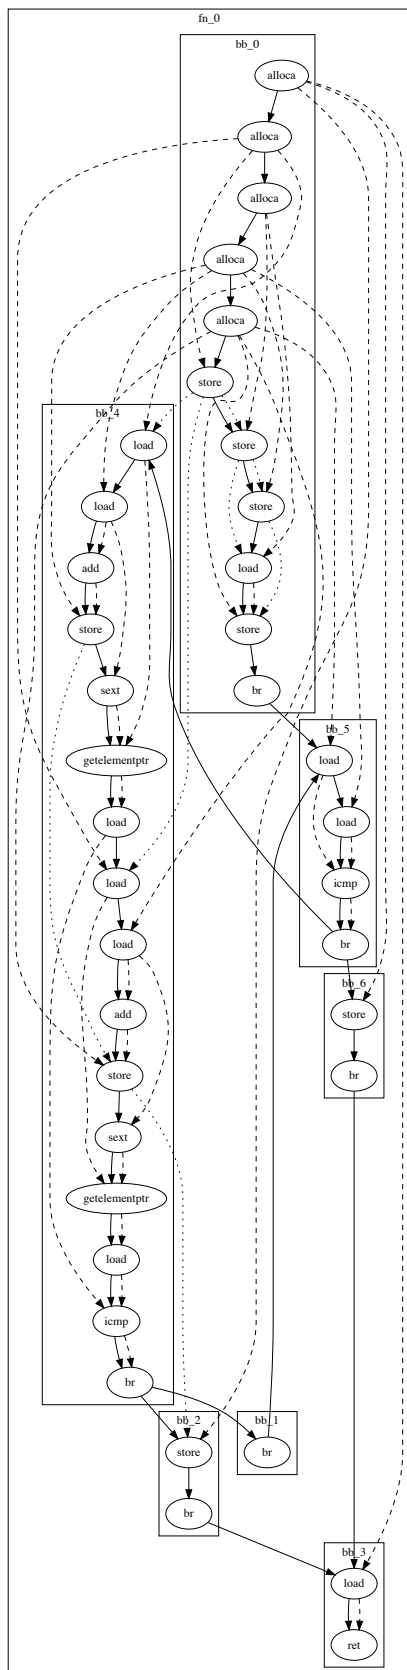 fn_0
bb_0
alloca
alloca
alloca
alloca
alloca
store
store
store
load
store
br
bb_4
load
load
add
store
sext
getelementptr
load
load
load
add
store
sext
getelementptr
load
icmp
br
bb_5
load
load
icmp
br
bb_6
store
br
bb_2
store
br
bb_1
br
bb_3
load
ret